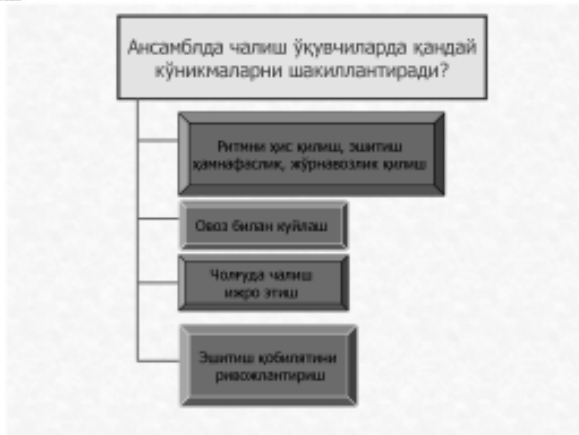 Ансамблда чалиш ўқувчиларда қандай
кўникмаларни шакиллантиради?
Ритмни ҳис қилиш, эшитиш
ҳамнафаслик, жўрнавозлик қилиш
Овоз билан куйлаш
Чолғуда чалиш
ижро этиш
Эшитиш қобилятини
ривожлантириш